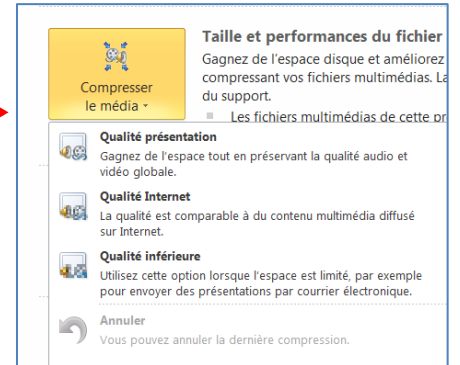 Compresser
le média
Taille et performances du fichier
Gagnez de l'espace disque et améliorez
compressant vos fichiers multimédias. La
du support.
Les fichiers multimédias de cette
Qualité présentation
Gagnez de l'espace tout en préservant la qualité audio et
vidéo globale.
Qualité Internet
La qualité est comparable à du contenu multimédia diffusé
sur Internet.
Qualité inférieure
Utilisez cette option lorsque l'espace est limité, par exemple
pour envoyer des présentations par courrier électronique.
Annuler
Vous pouvez annuler la dernière compression.